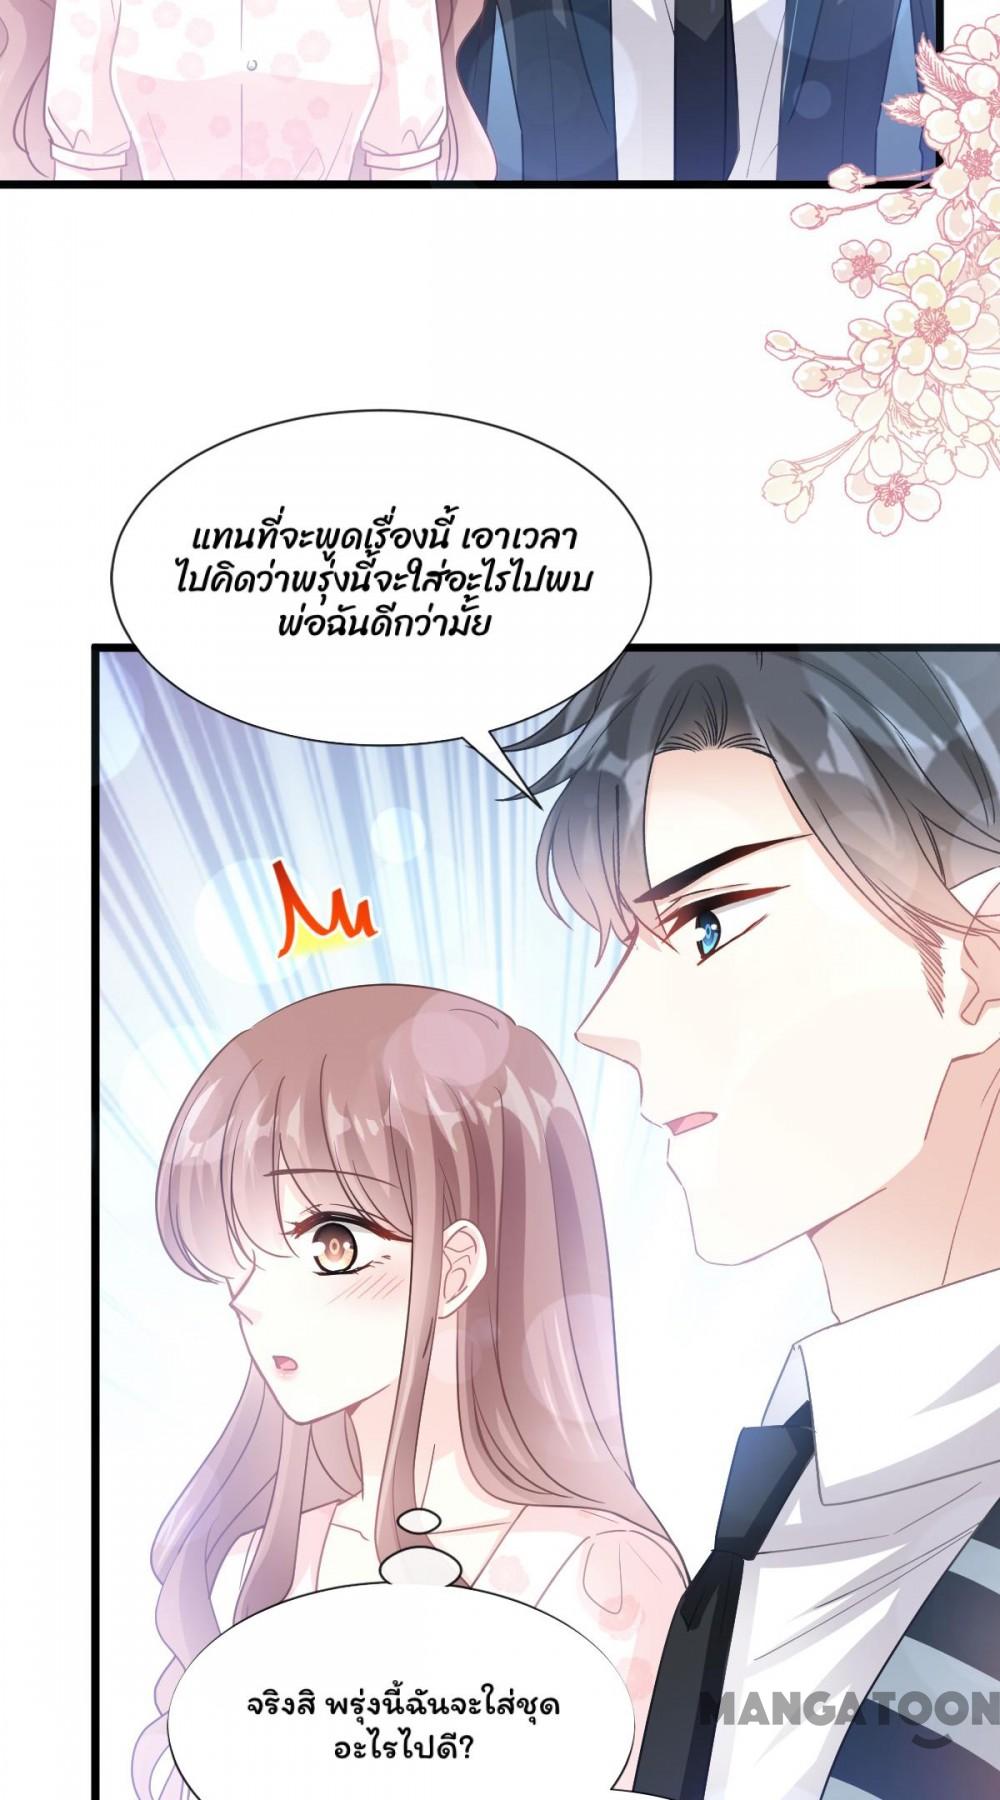 แทนที่จะพูดเรื่องนี้ เอาเวลา
ไปคิดว่าพรุ่งนี้จะใส่อะไรไปพบ
พ่อฉันดีกว่ามั้ย
จริงสิ พรุ่งนี้ฉันจะใส่ชุด
อะไรไปดี?
MANGATOON